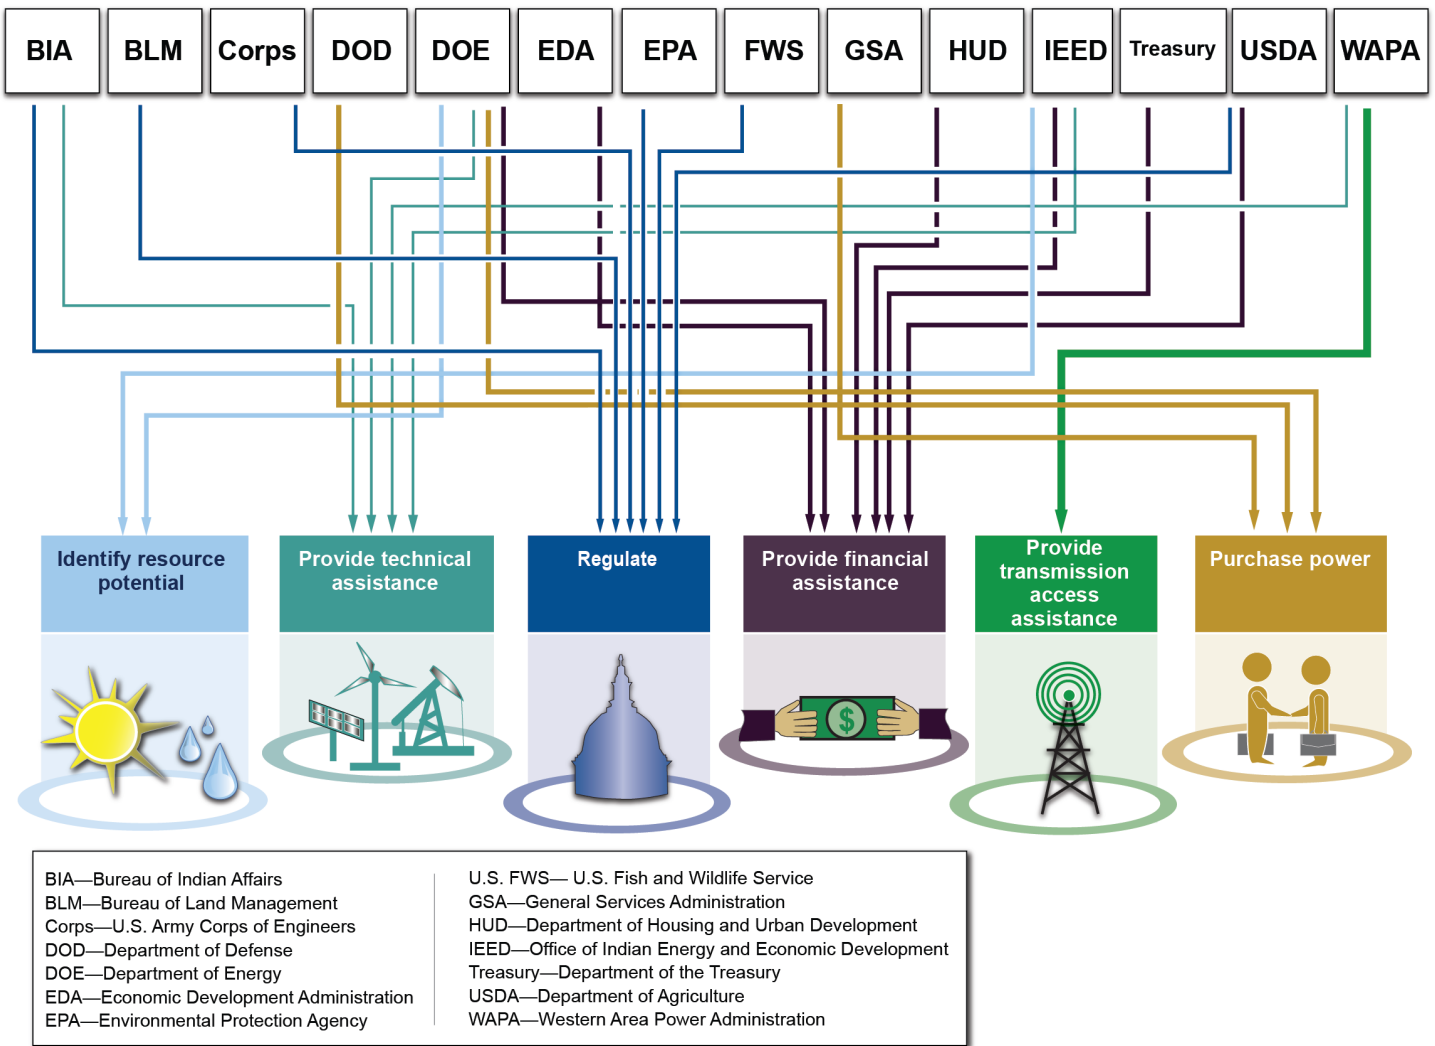 BIA
BLM
Corps
DOD
DOE
EDA
EPA
FWS
GSA
HUD
IEED
Treasury
USDA
WAPA
Identify resource
potential
Provide technical
assistance
Regulate
Provide financial
assistance
Provide
transmission
access
assistance
Purchase power
$
BIA—Bureau of Indian Affairs
BLM—Bureau of Land Management
Corps—U.S. Army Corps of Engineers
DOD—Department of Defense
DOE—Department of Energy
EDA—Economic Development Administration
EPA—Environmental Protection Agency
U.S. FWS— U.S. Fish and Wildlife Service
GSA—General Services Administration
HUD—Department of Housing and Urban Development
IEED—Office of Indian Energy and Economic Development
Treasury—Department of the Treasury
USDA—Department of Agriculture
WAPA—Western Area Power Administration